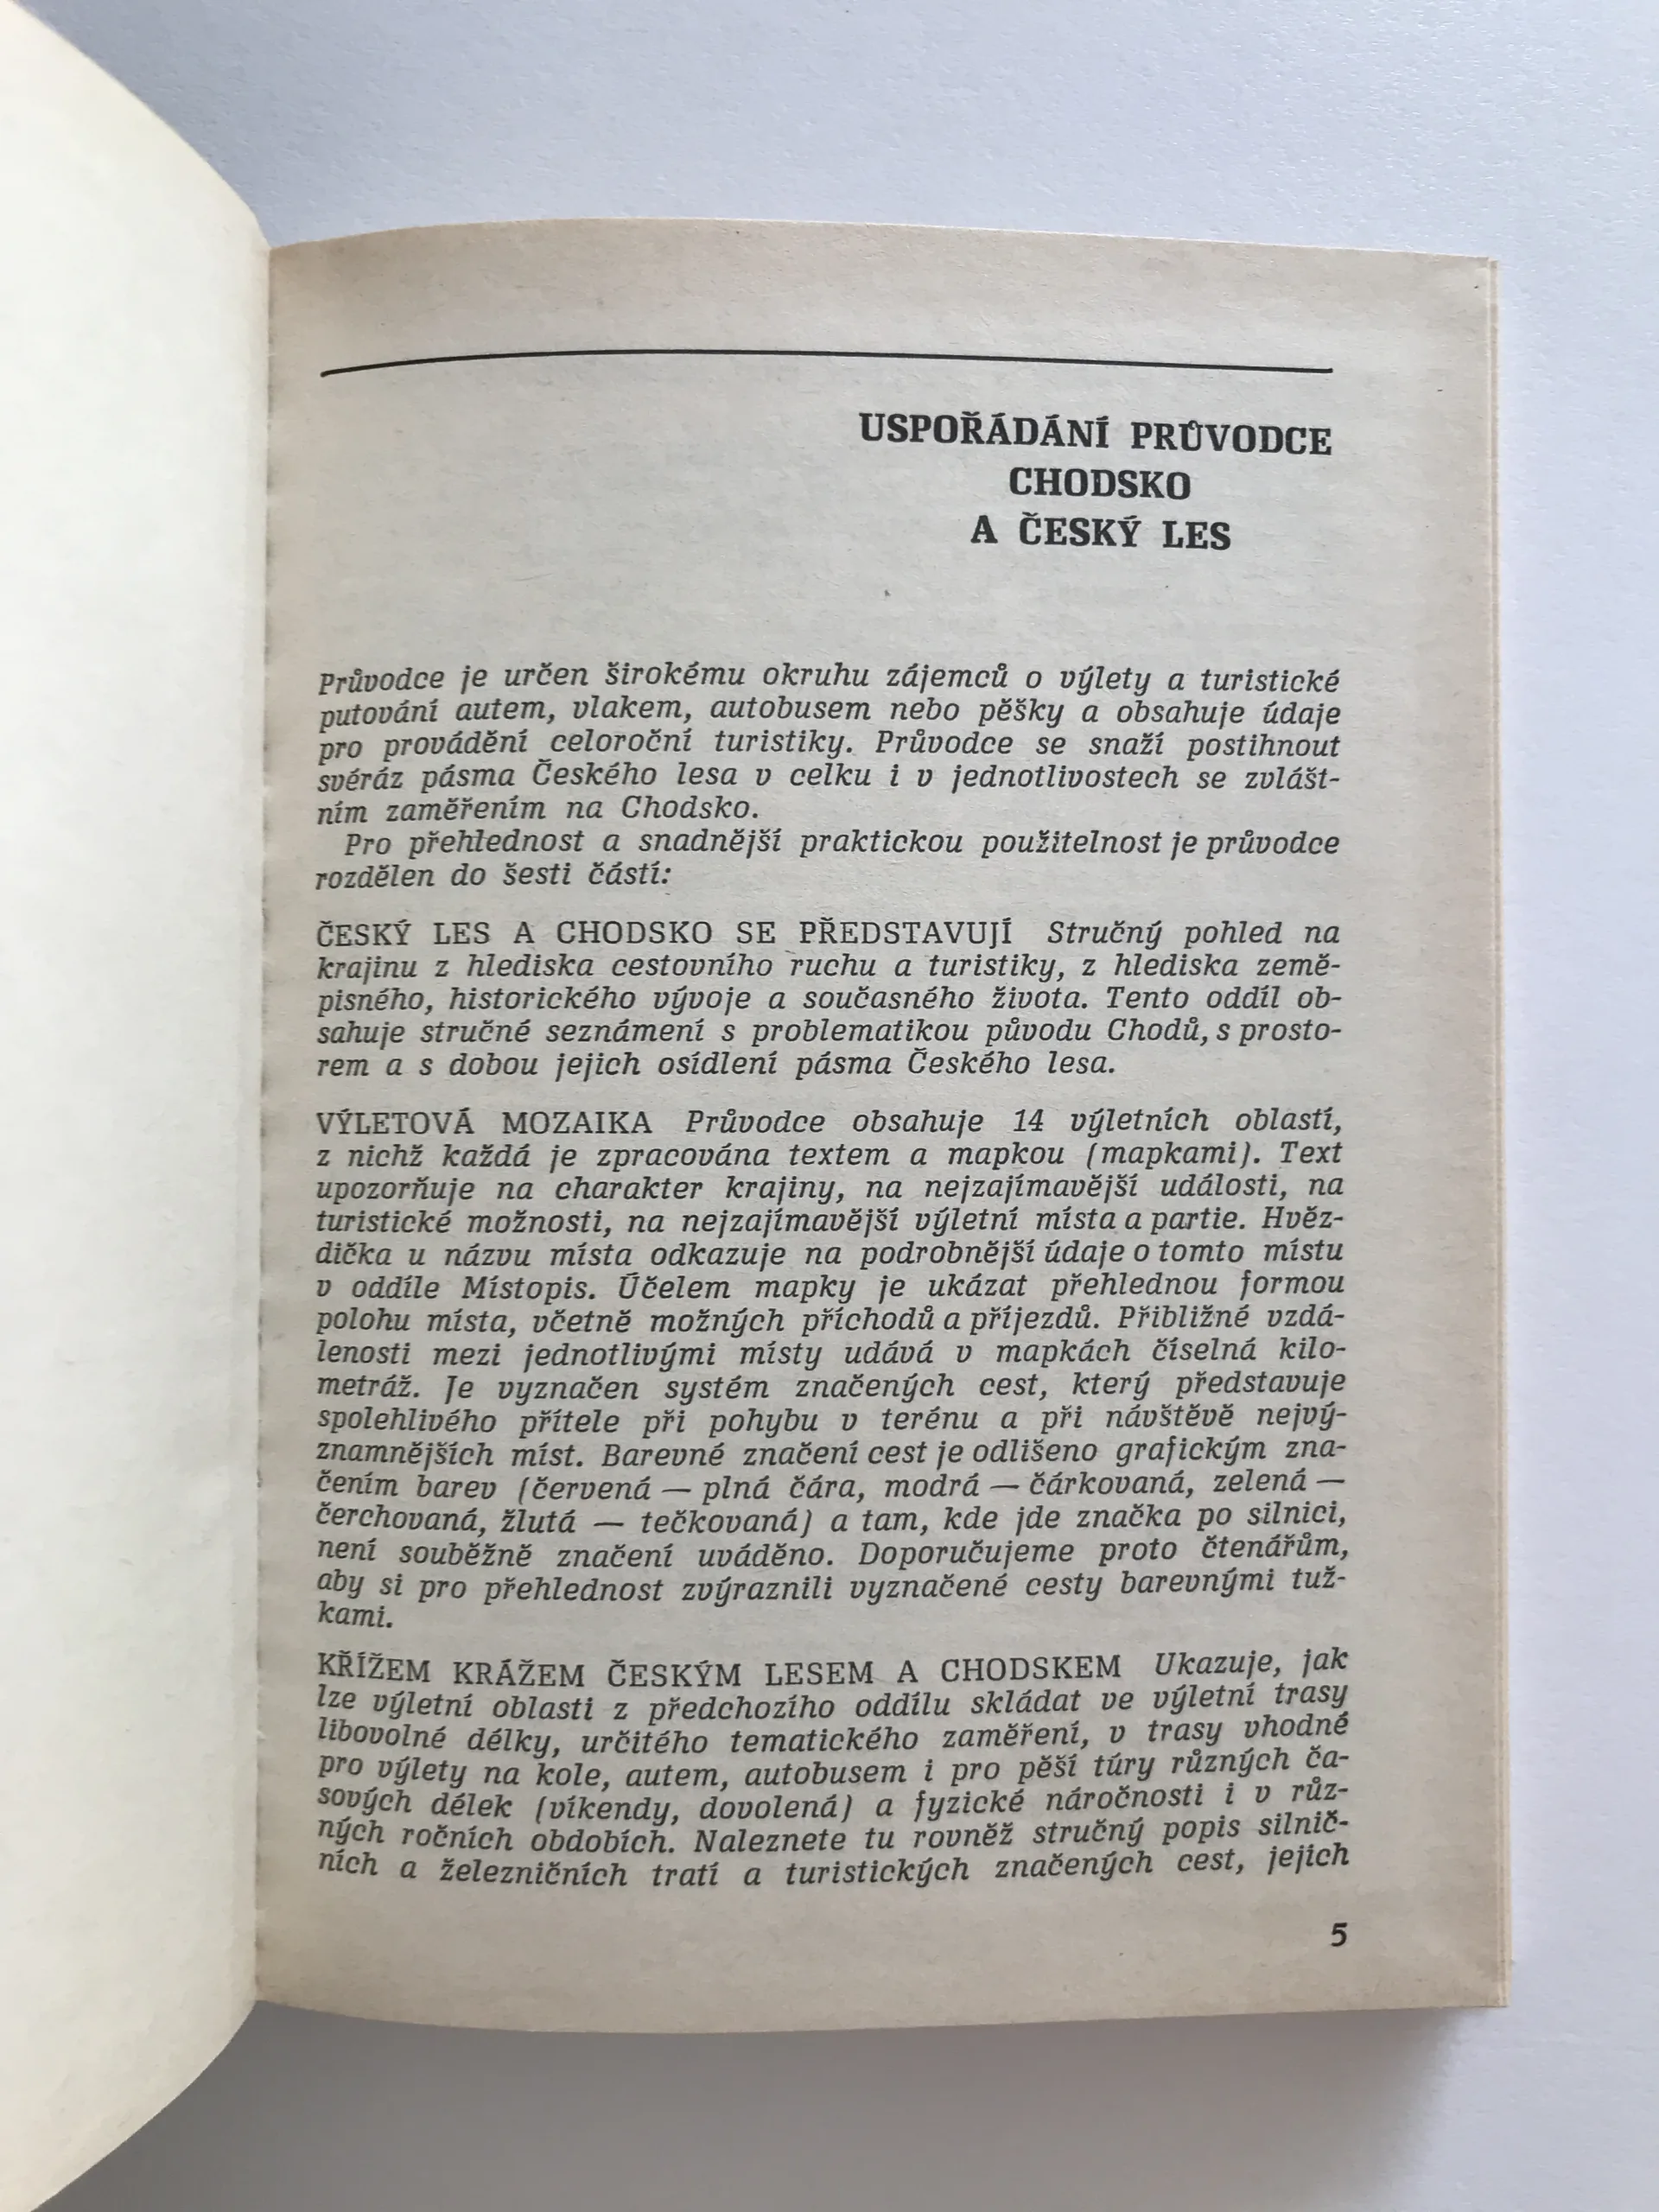 USPOŘÁDÁNÍ PRŮVODCE
CHODSKO
A ČESKÝ LES
Průvodce je určen širokému okruhu zájemců o výlety a turistické
putování autem, vlakem, autobusem nebo pěšky a obsahuje údaje
pro provádění celoroční turistiky. Průvodce se snaží postihnout
svéráz pásma Českého lesa v celku i v jednotlivostech se zvlášt-
ním zaměřením na Chodsko.
Pro přehlednost a snadnější praktickou použitelnost je průvodce
rozdělen do šesti částí:
ČESKÝ LES A CHODSKO SE PŘEDSTAVUJÍ Stručný pohled na
krajinu z hlediska cestovního ruchu a turistiky, z hlediska země-
pisného, historického vývoje a současného života. Tento oddíl ob-
sahuje stručné seznámení s problematikou původu Chodů, s prosto-
rem a s dobou jejich osídlení pásma Českého lesa.
VÝLETOVÁ MOZAIKA Průvodce obsahuje 14 výletních oblastí,
z nichž každá je zpracována textem a mapkou (mapkami). Text
upozorňuje na charakter krajiny, na nejzajímavější události, na
turistické možnosti, na nejzajímavější výletní místa a partie. Hvěz-
dička u názvu místa odkazuje na podrobnější údaje o tomto místu
v oddíle Místopis. Účelem mapky je ukázat přehlednou formou
polohu místa, včetně možných příchodů a příjezdů. Přibližné vzdá-
lenosti mezi jednotlivými místy udává v mapkách číselná kilo-
metráž. Je vyznačen systém značených cest, který představuje
spolehlivého přítele při pohybu v terénu a při návštěvě nejvý-
znamnějších míst. Barevné značení cest je odlišeno grafickým zna-
čením barev (červená — plná čára, modrá — čárkovaná, zelená —
čerchovaná, žlutá — tečkovaná) a tam, kde jde značka po silnici,
není souběžně značení uváděno. Doporučujeme proto čtenářům,
aby si pro přehlednost zvýraznili vyznačené cesty barevnými tuž-
kami.
KŘÍŽEM KRÁŽEM ČESKÝM LESEM A CHODSKEM Ukazuje, jak
lze výletní oblasti z předchozího oddílu skládat ve výletní trasy
libovolné délky, určitého tematického zaměření, v trasy vhodné
pro výlety na kole, autem, autobusem i pro pěší túry různých ča-
sových délek (víkendy, dovolená) a fyzické náročnosti i v růz-
ných ročních obdobích. Naleznete tu rovněž stručný popis silnič-
ních a železničních tratí a turistických značených cest, jejich
5